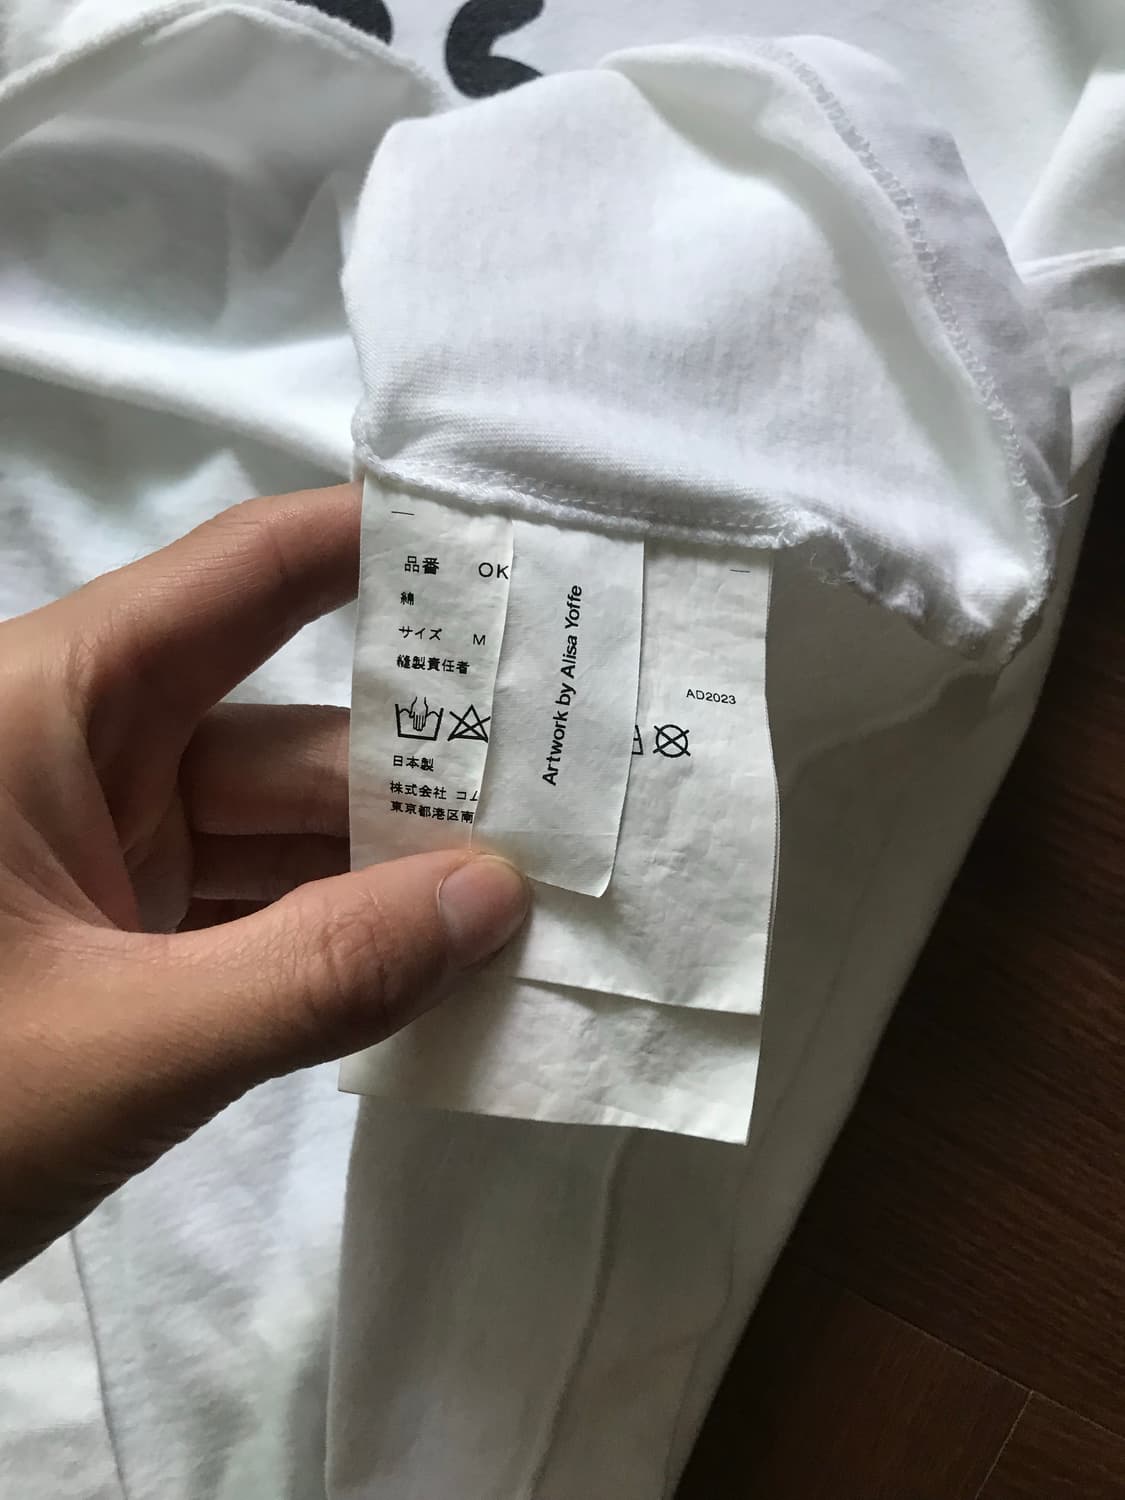 品番 OK
綿
サイズ M
縫製責任者
日本製
株式会社 コム
東京都港区南
Artwork by Alisa Yoffe
AD2023